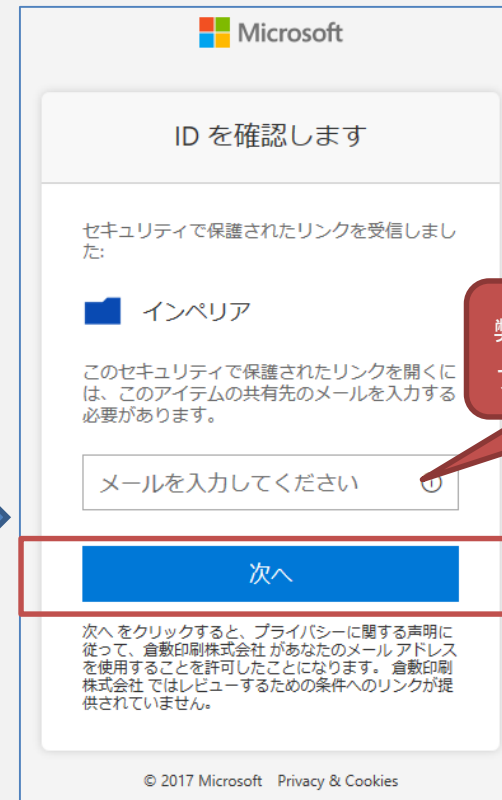 Microsoft
ID を確認します
セキュリティで保護されたリンクを受信しまし
た:
インペリア
このセキュリティで保護されたリンクを開くに
は、このアイテムの共有先のメールを入力する
必要があります。
メールを入力してください
次へ
次へ をクリックすると、プライバシーに関する声明に
従って、倉敷印刷株式会社 があなたのメール アドレス
を使用することを許可したことになります。 倉敷印刷
株式会社 ではレビューするための条件へのリンクが提
供されていません。
© 2017 Microsoft Privacy & Cookies